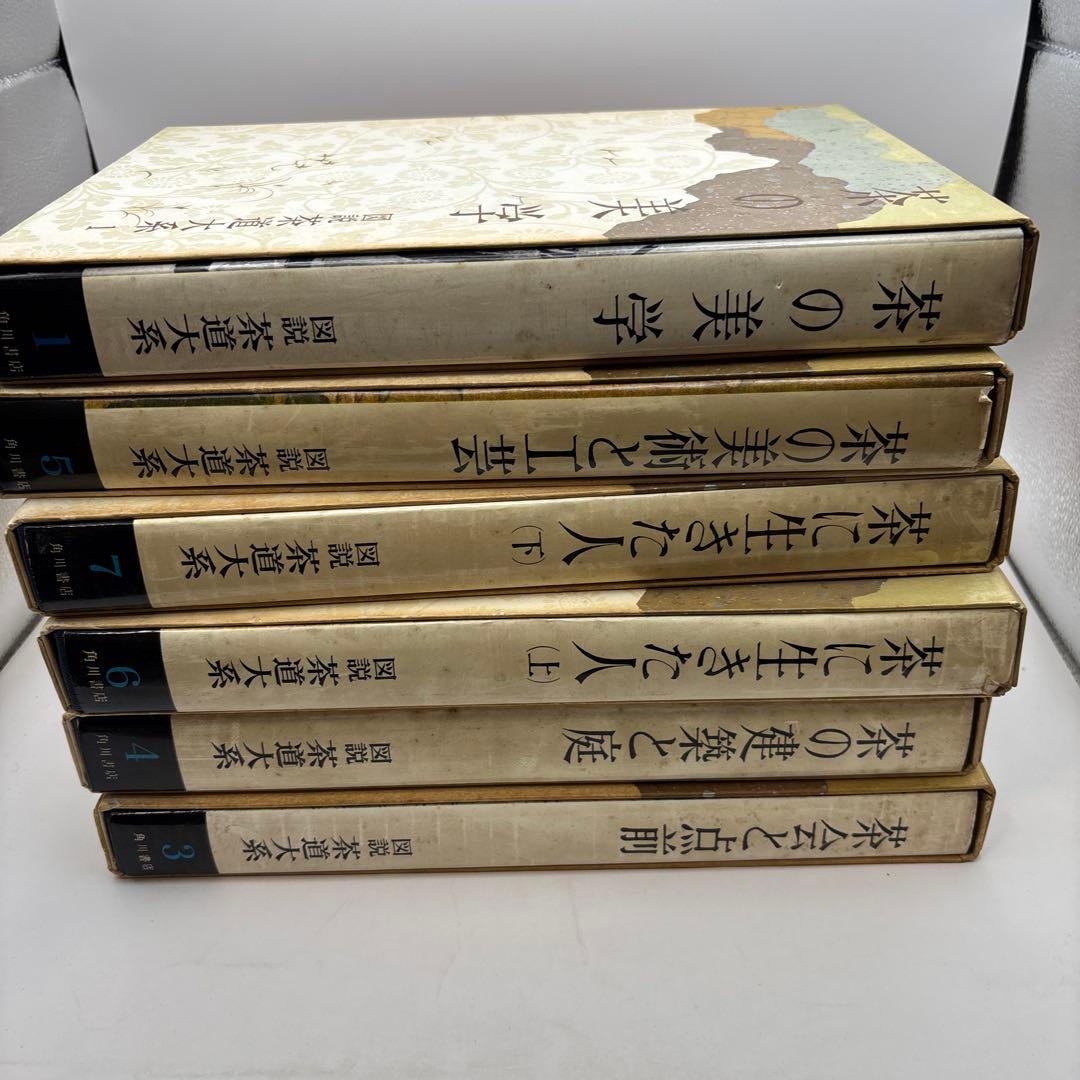 茶の美学
図説 茶道大系 1
茶の美学
図説 茶道大系
1
角川書店
茶の美術と工芸
図説 茶道大系
5
角川書店
茶に生きた人(下)
図説 茶道大系
7
角川書店
茶に生きた人(上)
図説 茶道大系
6
角川書店
茶の建築と庭
図説 茶道大系
4
角川書店
茶会と点前
図説 茶道大系
3
角川書店